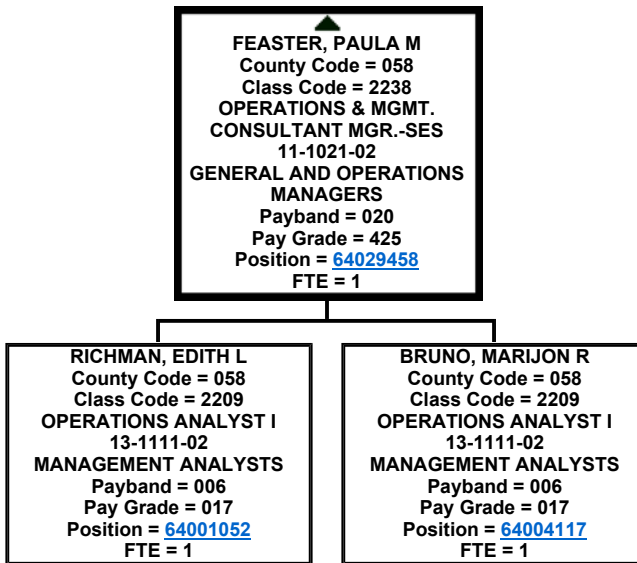 FEASTER, PAULA M
County Code = 058
Class Code = 2238
OPERATIONS & MGMT.
CONSULTANT MGR.-SES
11-1021-02
GENERAL AND OPERATIONS
MANAGERS
Payband = 020
Pay Grade = 425
Position = 64029458
FTE = 1
RICHMAN, EDITH L
County Code = 058
Class Code = 2209
OPERATIONS ANALYST I
13-1111-02
MANAGEMENT ANALYSTS
Payband = 006
Pay Grade = 017
Position = 64001052
FTE = 1
BRUNO, MARIJON R
County Code = 058
Class Code = 2209
OPERATIONS ANALYST I
13-1111-02
MANAGEMENT ANALYSTS
Payband = 006
Pay Grade = 017
Position = 64004117
FTE = 1